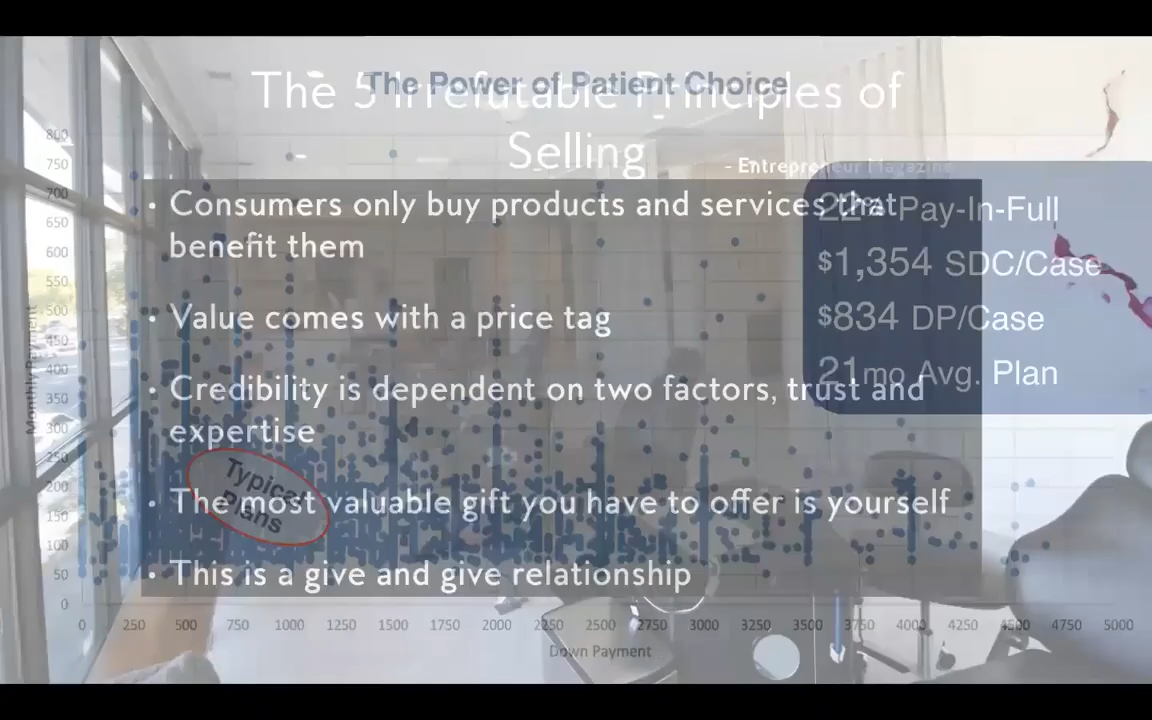 The Power of Patient Choice
The 5 Irrefutable Principles of
Selling
- Entrepreneur Magazine
• Consumers only buy products and services that
benefit them
• Value comes with a price tag
• Credibility is dependent on two factors, trust and
expertise
• The most valuable gift you have to offer is yourself
• This is a give and give relationship
22% Pay-In-Full
$1,354 SDC/Case
$834 DP/Case
21mo Avg. Plan
Typical
Plans
Monthly Payment
800
750
700
650
600
550
500
450
400
350
300
250
200
150
100
50
0
0 250 500 750 1000 1250 1500 1750 2000 2250 2500 2750 3000 3250 3500 3750 4000 4250 4500 4750 5000
Down Payment